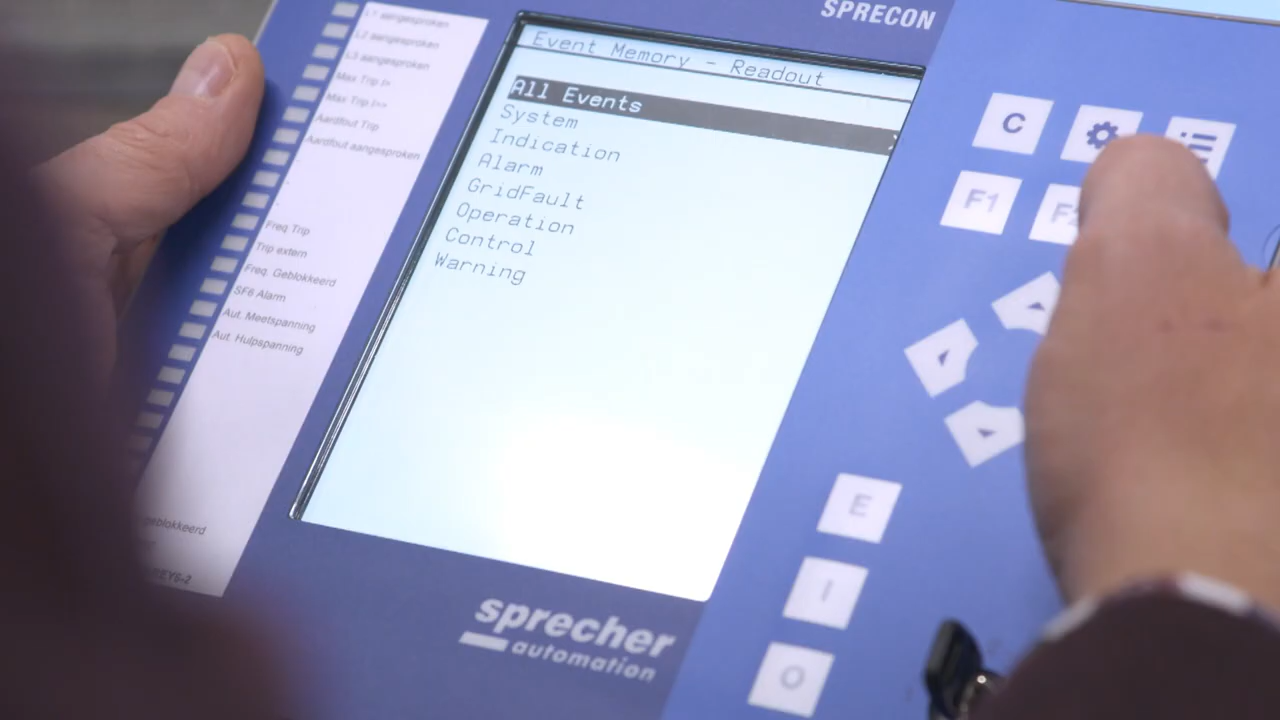 SPRECON
L1 aangesproken
L2 aangesproken
L3 aangesproken
Max Trip I>
Max Trip I>>
Aardfout Trip
Aardfout aangesproken
Freq Trip
Trip extern
Freq. Geblokkeerd
SF6 Alarm
Aut. Meetspanning
Aut. Hulpspanning
geblokkeerd
Event Memory - Readout
All Events
System
Indication
Alarm
GridFault
Operation
Control
Warning
C
F1
F2
E
I
O
sprecher
automation